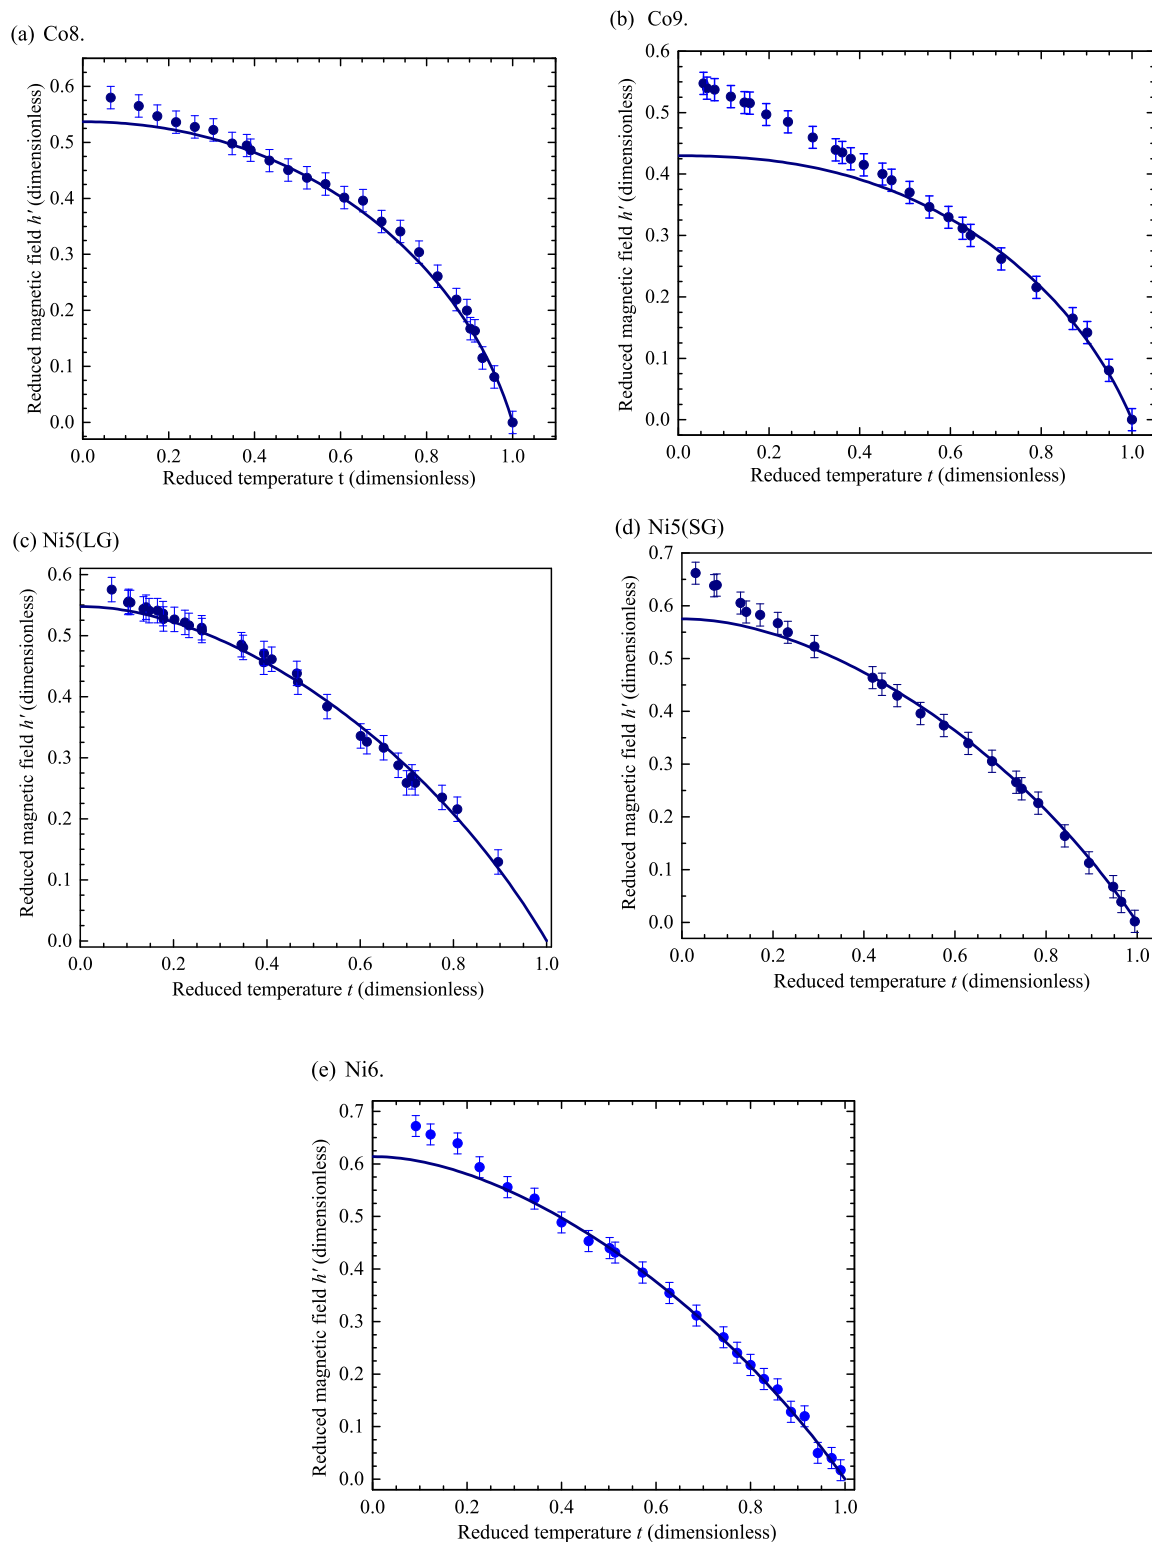 (a) Co8.
0.6
0.5
0.4
0.3
0.2
0.1
0.0
Reduced magnetic field h′ (dimensionless)
0.0 0.2 0.4 0.6 0.8 1.0
Reduced temperature t (dimensionless)
(b) Co9.
0.6
0.5
0.4
0.3
0.2
0.1
0.0
Reduced magnetic field h′ (dimensionless)
0.0 0.2 0.4 0.6 0.8 1.0
Reduced temperature t (dimensionless)
(c) Ni5(LG)
0.6
0.5
0.4
0.3
0.2
0.1
0.0
Reduced magnetic field h′ (dimensionless)
0.0 0.2 0.4 0.6 0.8 1.0
Reduced temperature t (dimensionless)
(d) Ni5(SG)
0.7
0.6
0.5
0.4
0.3
0.2
0.1
0.0
Reduced magnetic field h′ (dimensionless)
0.0 0.2 0.4 0.6 0.8 1.0
Reduced temperature t (dimensionless)
(e) Ni6.
0.7
0.6
0.5
0.4
0.3
0.2
0.1
0.0
Reduced magnetic field h′ (dimensionless)
0.0 0.2 0.4 0.6 0.8 1.0
Reduced temperature t (dimensionless)